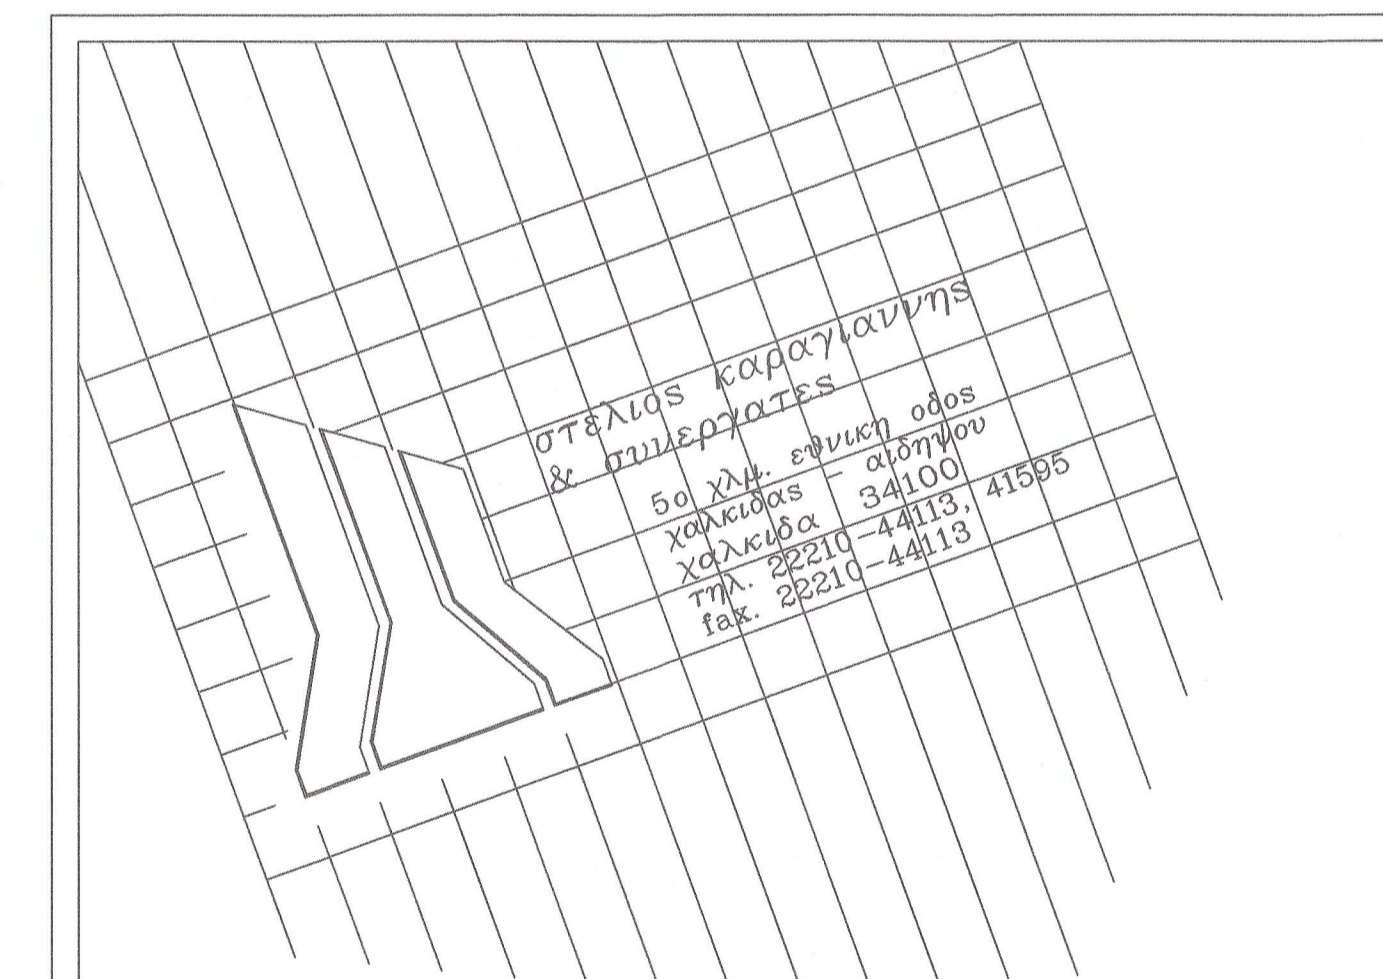 στελιος καραγιαννης
& συνεργατες
5ο χλμ. εθνικη οδος
χαλκιδας - αιδηψου
χαλκιδα 34100
τηλ. 22210-44113, 41595
fax. 22210-44113